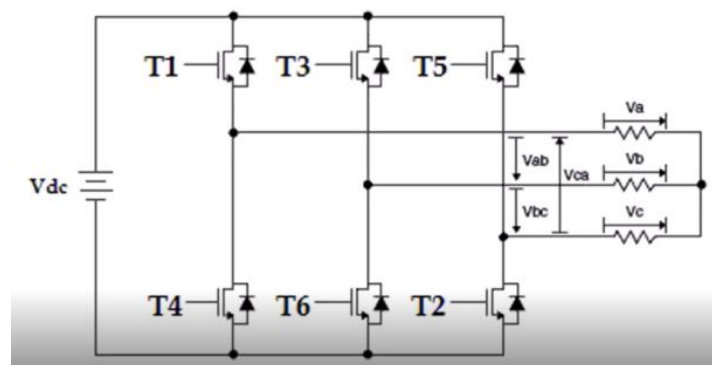 T1 T3 T5
Va
Vab
Vca
Vb
Vdc
Vbc
Vc
T4 T6 T2